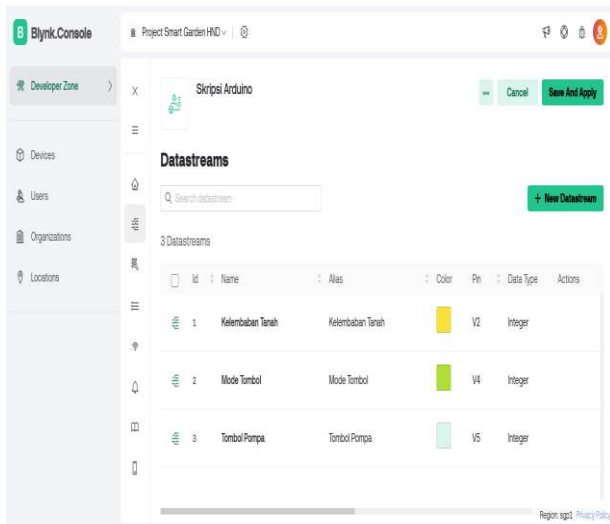 B Blynk.Console
Project Smart Garden HND
Developer Zone
Devices
Users
Organizations
Locations
Skripsi Arduino
Cancel
Save And Apply
Datastreams
Search datastream
+ New Datastream
3 Datastreams
Id Name Alias Color Pin Data Type Actions
1 Kelembaban Tanah Kelembaban Tanah V2 Integer
2 Mode Tombol Mode Tombol V4 Integer
3 Tombol Pompa Tombol Pompa V5 Integer
Region: sgp1 Privacy Policy